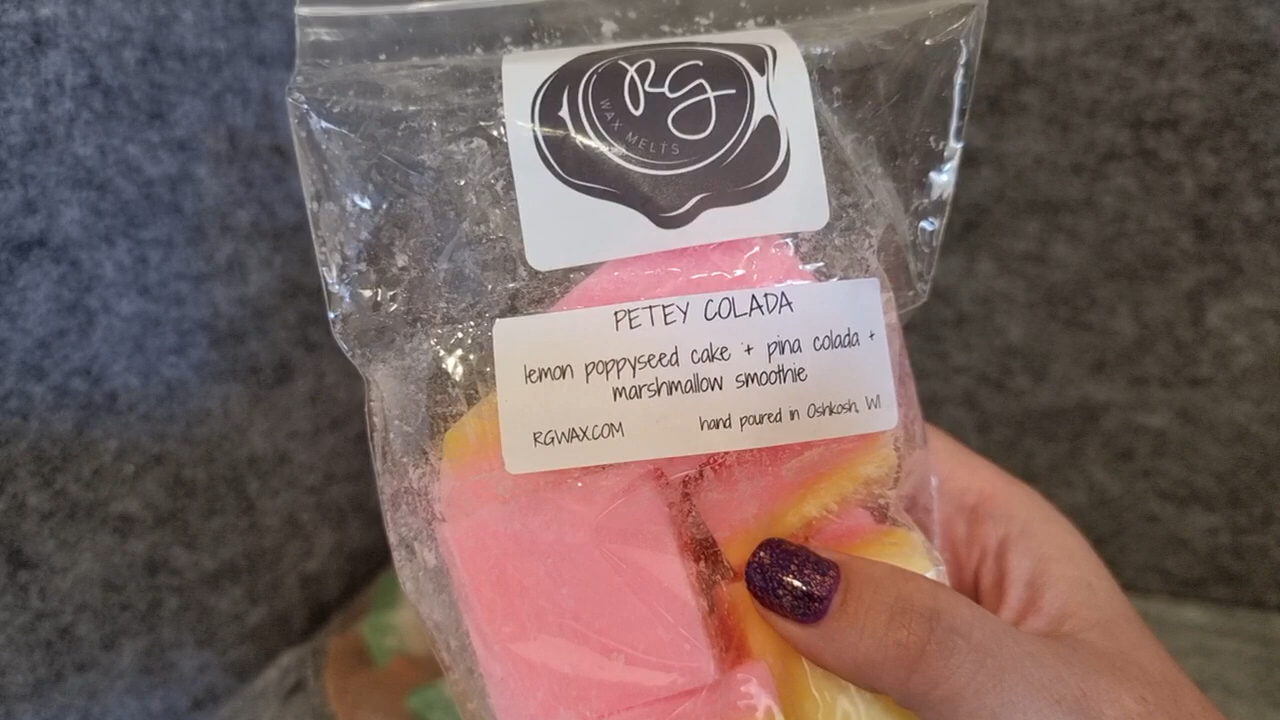 RG
WAX MELTS
PETEY COLADA
lemon poppyseed cake + pina colada +
marshmallow smoothie
RGWAX.COM
hand poured in Oshkosh, WI